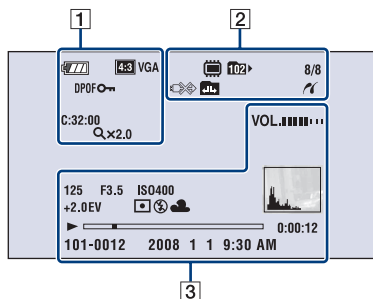 1
2
4:3 VGA
DPOF
C:32:00
×2.0
102
8/8
VOL.
125 F3.5 ISO400
+2.0EV
0:00:12
101-0012 2008 1 1 9:30 AM
3